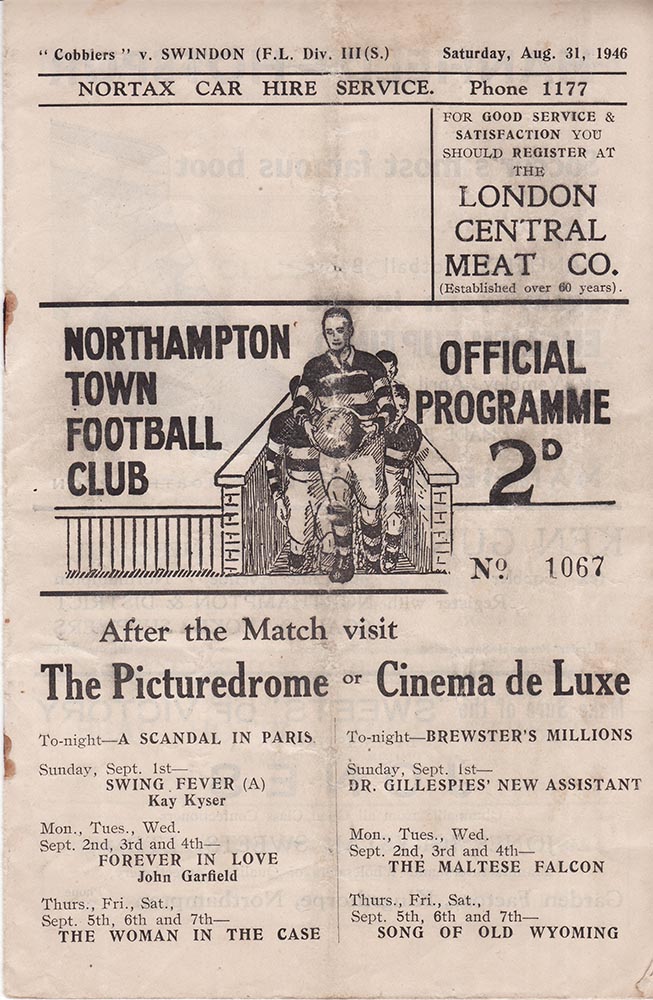 " Cobblers " v. SWINDON (F.L. Div. III(S.) Saturday, Aug. 31, 1946
NORTAX CAR HIRE SERVICE. Phone 1177
FOR GOOD SERVICE &
SATISFACTION YOU
SHOULD REGISTER AT
THE
LONDON
CENTRAL
MEAT CO.
(Established over 60 years).
NORTHAMPTON
TOWN
FOOTBALL
CLUB
OFFICIAL
PROGRAMME
2D
No 1067
After the Match visit
The Picturedrome or Cinema de Luxe
To-night—A SCANDAL IN PARIS.
Sunday, Sept. 1st—
SWING FEVER (A)
Kay Kyser
Mon., Tues., Wed.
Sept. 2nd, 3rd and 4th—
FOREVER IN LOVE
John Garfield
Thurs., Fri., Sat.,
Sept. 5th, 6th and 7th—
THE WOMAN IN THE CASE
To-night—BREWSTER'S MILLIONS
Sunday, Sept. 1st—
DR. GILLESPIES' NEW ASSISTANT
Mon., Tues., Wed.
Sept. 2nd, 3rd and 4th—
THE MALTESE FALCON
Thurs., Fri., Sat.,
Sept. 5th, 6th and 7th—
SONG OF OLD WYOMING